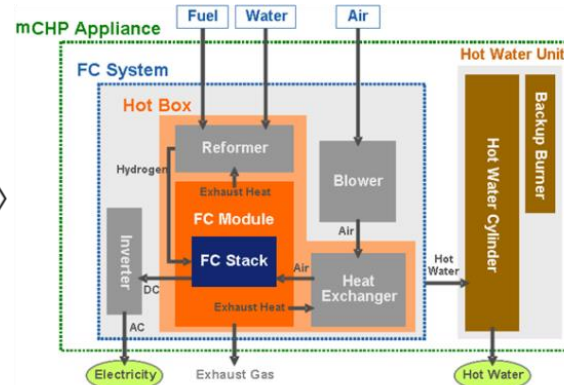 Fuel
Water
Air
mCHP Appliance
Hot Water Unit
FC System
Hot Box
Reformer
Hydrogen
Exhaust Heat
Blower
FC Module
Air
Inverter
FC Stack
Air
Heat
Exchanger
DC
Exhaust Heat
AC
Hot
Water
Hot Water Cylinder
Backup Burner
Electricity
Exhaust Gas
Hot Water